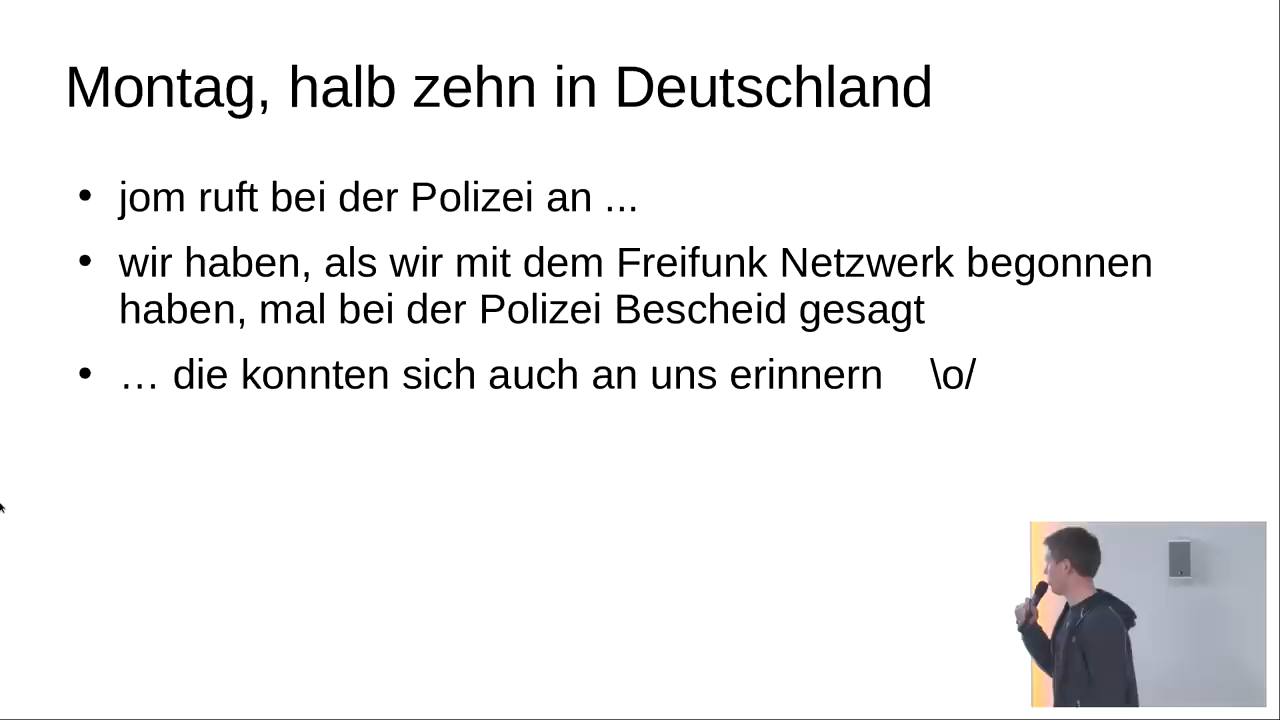 Montag, halb zehn in Deutschland
• jom ruft bei der Polizei an ...
• wir haben, als wir mit dem Freifunk Netzwerk begonnen
haben, mal bei der Polizei Bescheid gesagt
• … die konnten sich auch an uns erinnern \o/